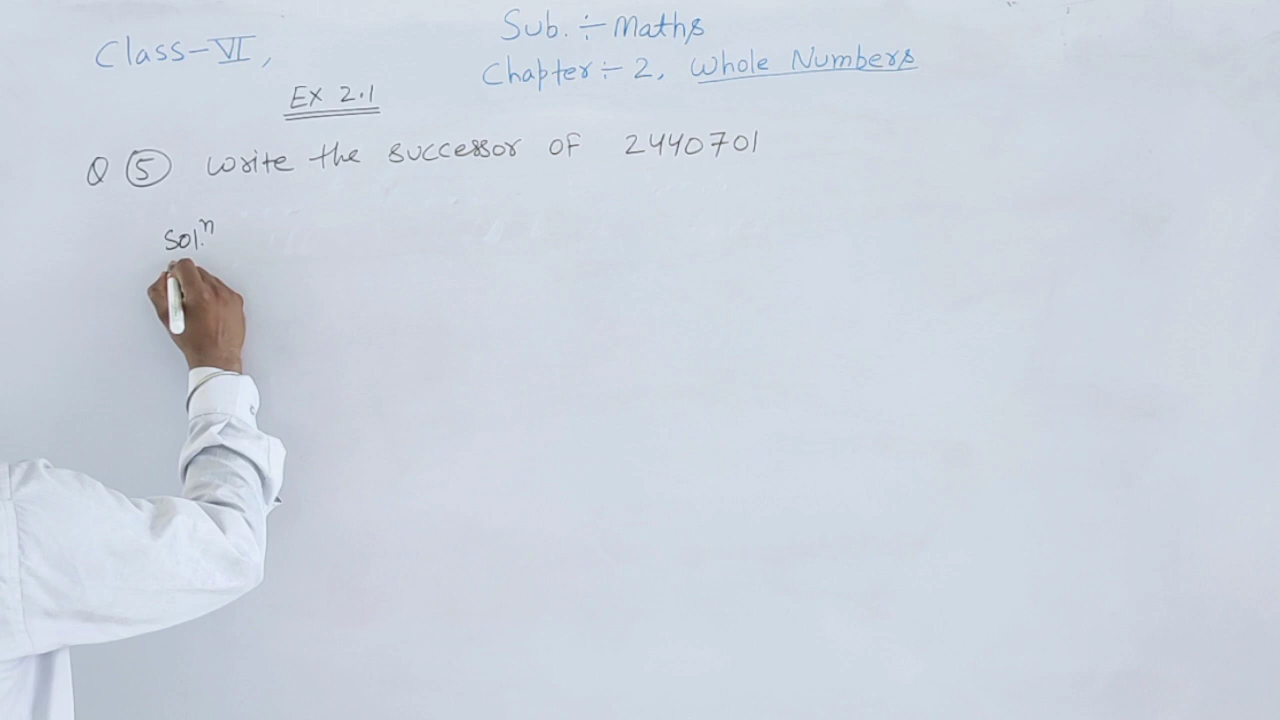 Class-VI,
Sub. ÷ Maths
Chapter ÷ 2, Whole Numbers
Ex 2.1
Q (5) Write the successor of 2440701
Sol.ⁿ